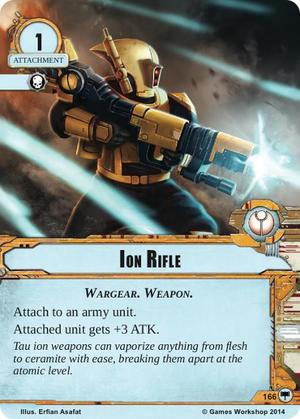 1
ATTACHMENT
ION RIFLE
WARGEAR. WEAPON.
Attach to an army unit.
Attached unit gets +3 ATK.
Tau ion weapons can vaporize anything from flesh
to ceramite with ease, breaking them apart at the
atomic level.
166
Illus. Erfian Asafat
© Games Workshop 2014